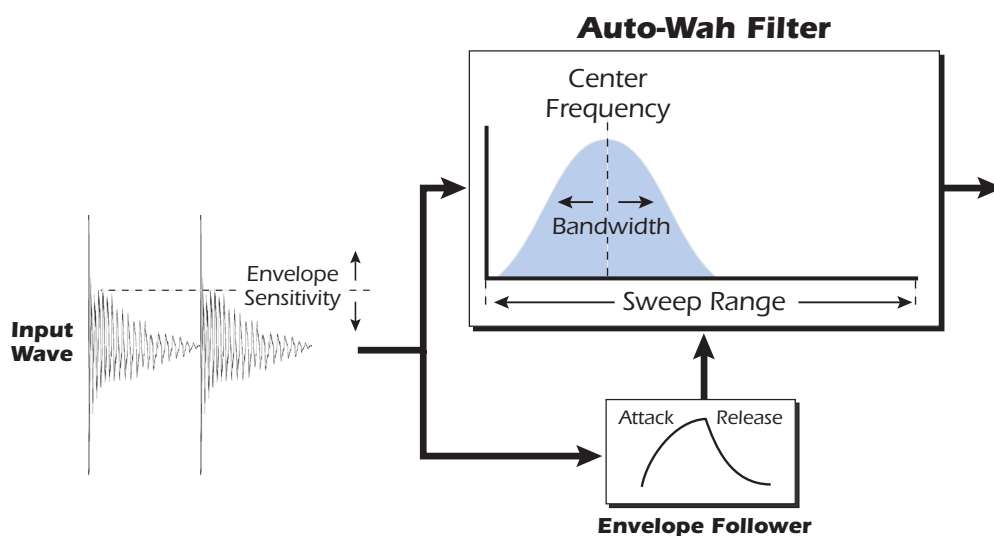 Auto-Wah Filter
Center
Frequency
Bandwidth
Sweep Range
Envelope
Sensitivity
Input
Wave
Attack Release
Envelope Follower